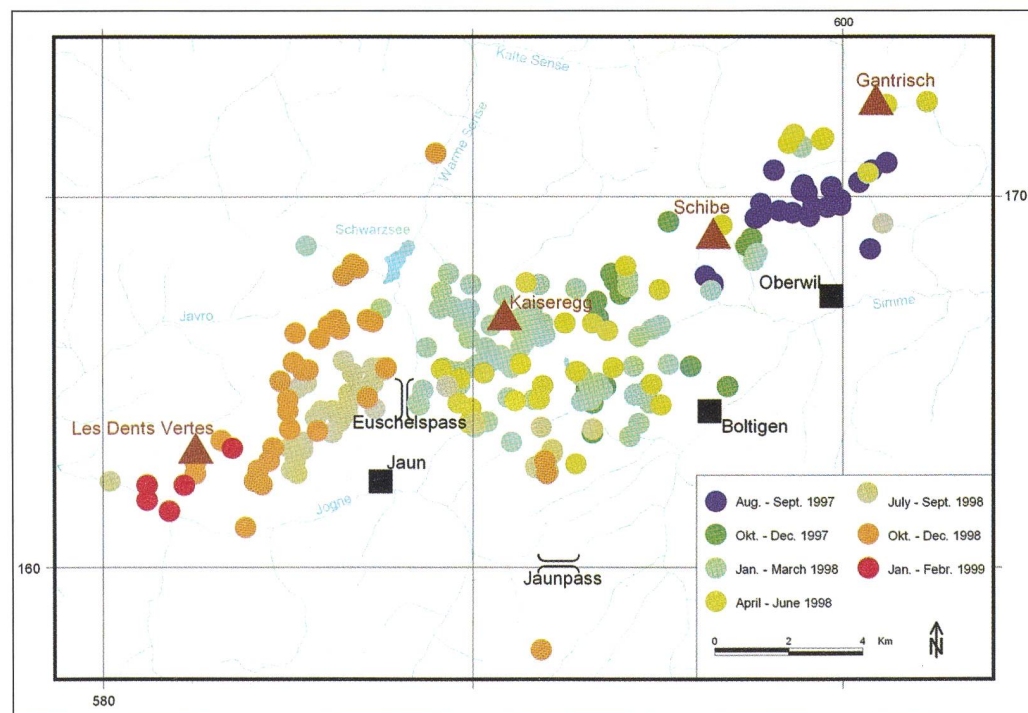 600
Kalte Sense
Gantrisch
Warme Sense
170
Schibe
Schwarzsee
Oberwil
Kaiseregg
Simme
Javro
Euschelspass
Les Dents Vertes
Boltigen
Jaun
Jogne
Aug. - Sept. 1997
July - Sept. 1998
Okt. - Dec. 1997
Okt. - Dec. 1998
Jan. - March 1998
Jan. - Febr. 1999
April - June 1998
160
Jaunpass
0 2 4 Km
N
580